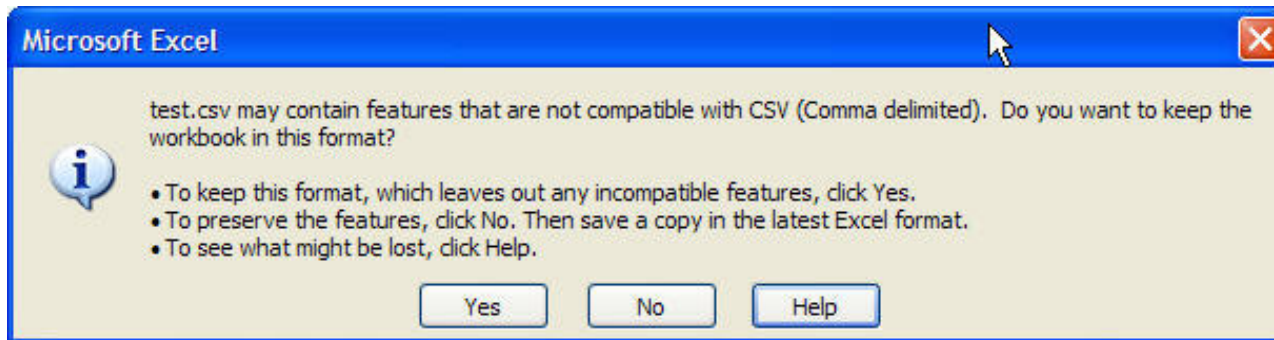 Microsoft Excel
test.csv may contain features that are not compatible with CSV (Comma delimited).  Do you want to keep the
workbook in this format?
• To keep this format, which leaves out any incompatible features, click Yes.
• To preserve the features, click No. Then save a copy in the latest Excel format.
• To see what might be lost, click Help.
Yes No Help